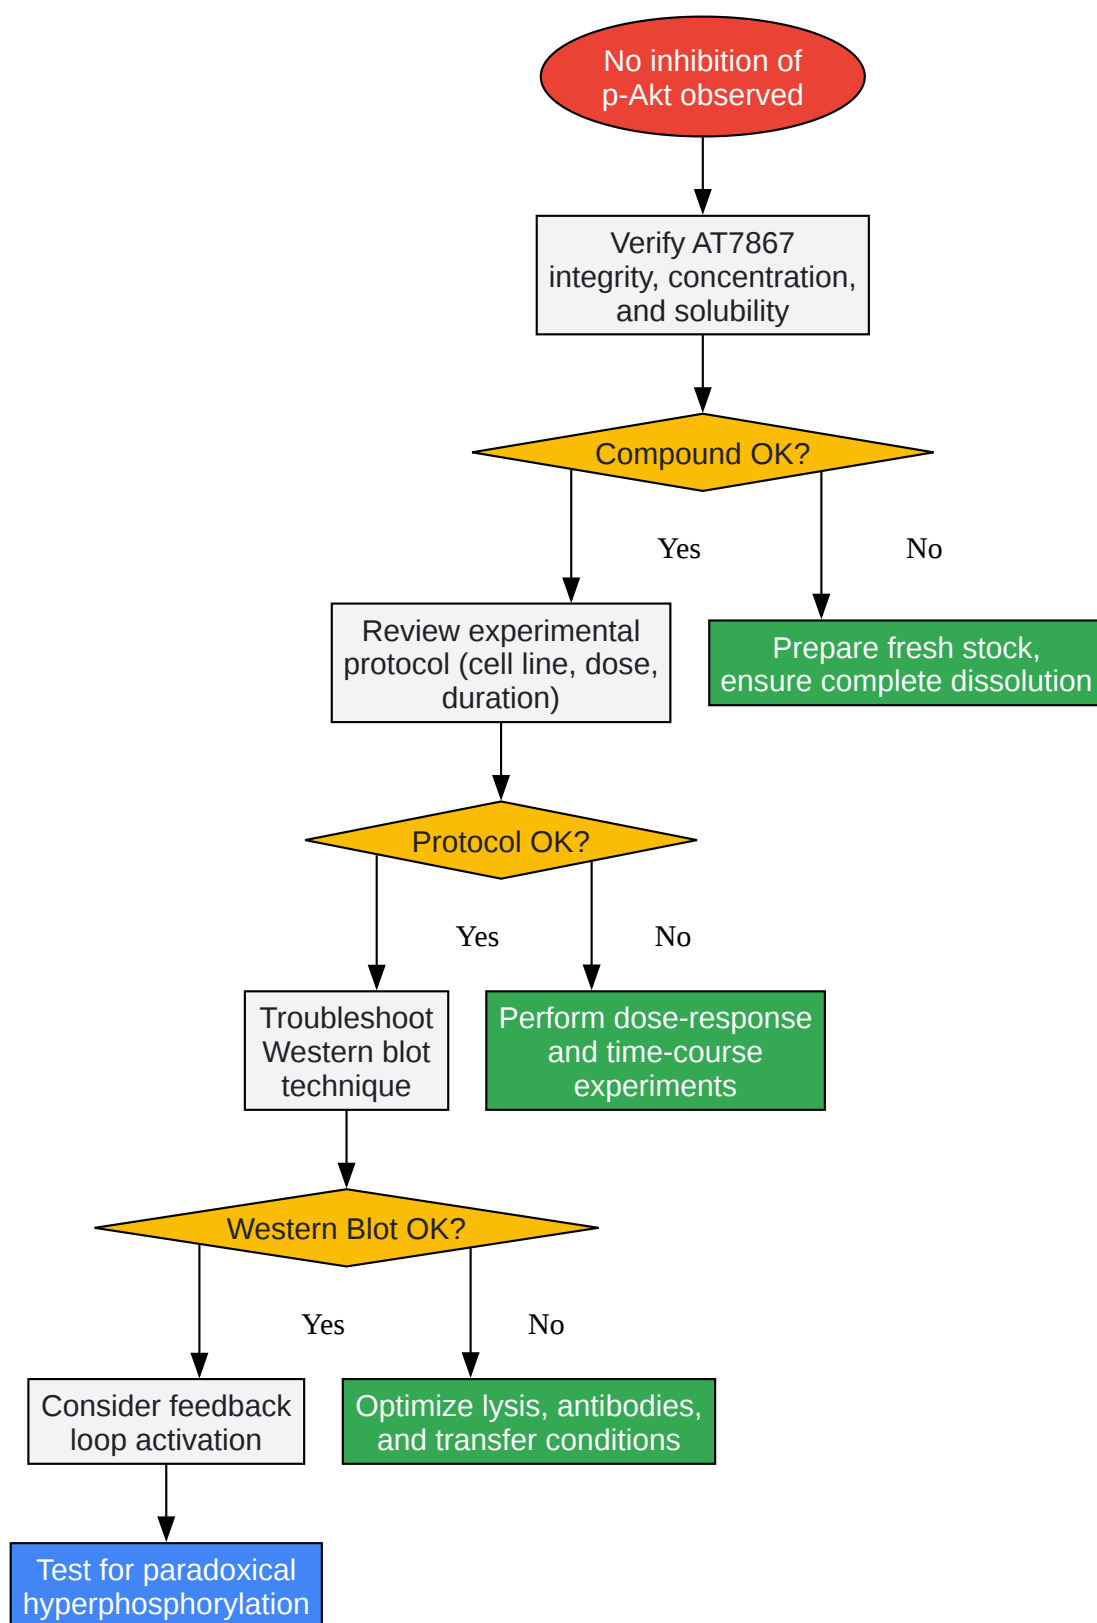 No inhibition of
p-Akt observed
Verify AT7867
integrity, concentration,
and solubility
Compound OK?
Yes
No
Review experimental
protocol (cell line, dose,
duration)
Prepare fresh stock,
ensure complete dissolution
Protocol OK?
Yes
No
Troubleshoot
Western blot
technique
Perform dose-response
and time-course
experiments
Western Blot OK?
Yes
No
Consider feedback
loop activation
Optimize lysis, antibodies,
and transfer conditions
Test for paradoxical
hyperphosphorylation